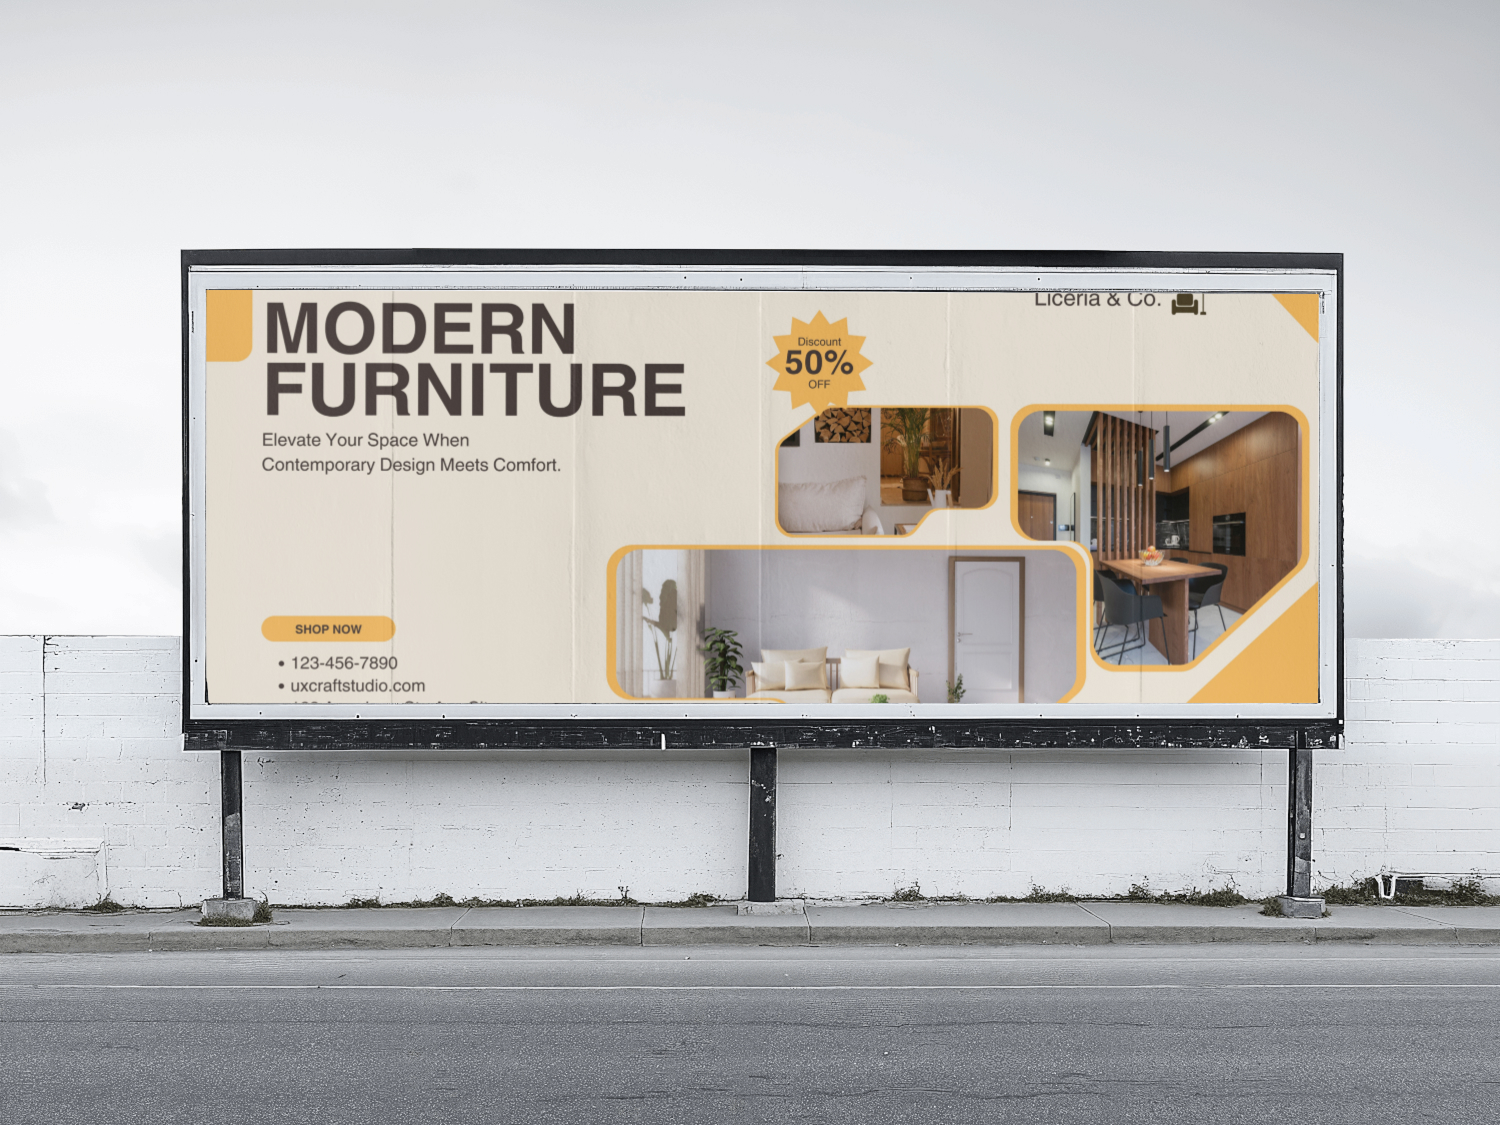 MODERN
FURNITURE
Elevate Your Space When
Contemporary Design Meets Comfort.
SHOP NOW
• 123-456-7890
• uxcraftstudio.com
Discount
50%
OFF
Liceria & Co.